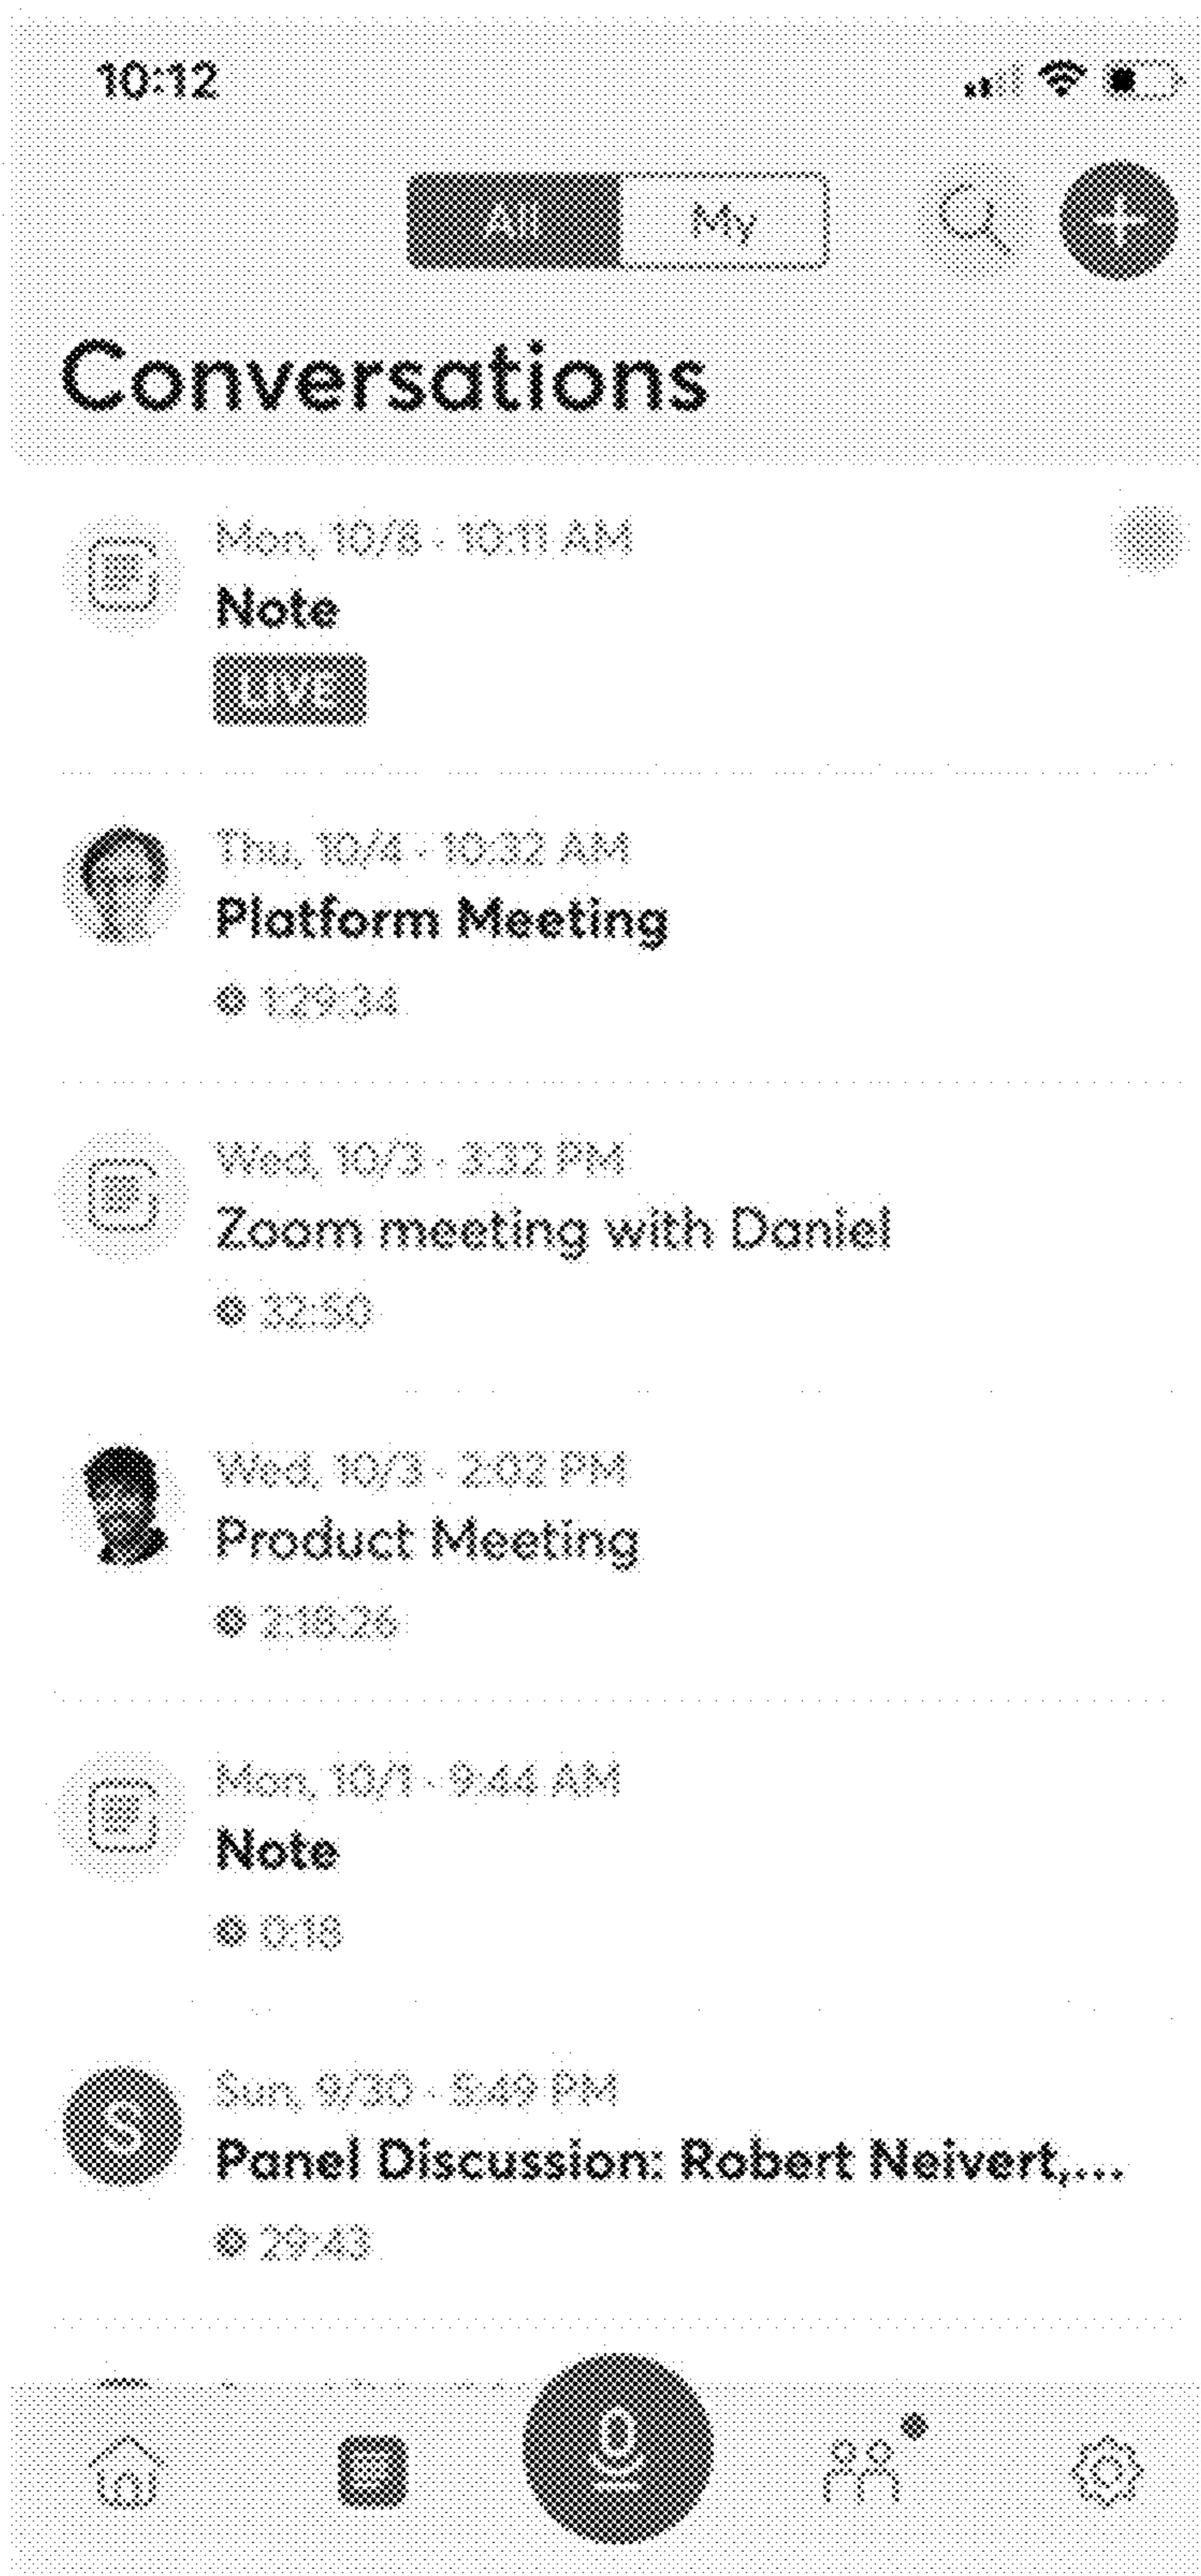 10:12
All My
Conversations
Mon, 10/8 · 10:11 AM
Note
LIVE
Thu, 10/4 · 10:32 AM
Platform Meeting
1:29:34
Wed, 10/3 · 3:32 PM
Zoom meeting with Daniel
32:50
Wed, 10/3 · 2:02 PM
Product Meeting
2:18:26
Mon, 10/1 · 9:44 AM
Note
0:18
Sun, 9/30 · 5:49 PM
S
Panel Discussion: Robert Neivert,...
29:43